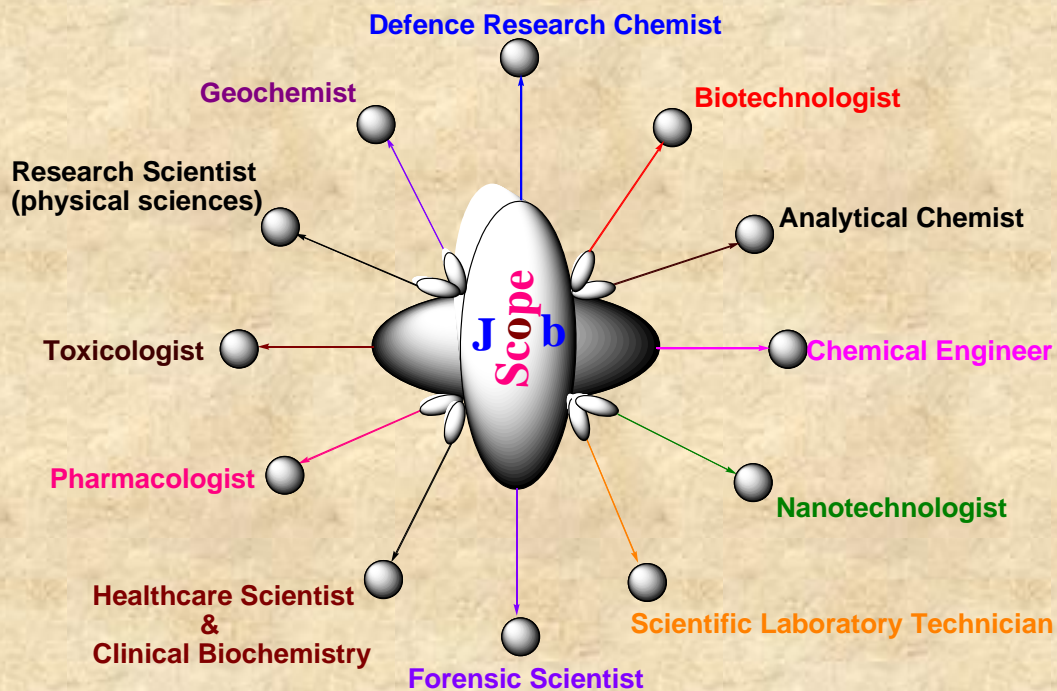 Defence Research Chemist
Geochemist
Biotechnologist
Research Scientist
(physical sciences)
Analytical Chemist
Job
Scope
Toxicologist
Chemical Engineer
Pharmacologist
Nanotechnologist
Healthcare Scientist
&
Clinical Biochemistry
Scientific Laboratory Technician
Forensic Scientist